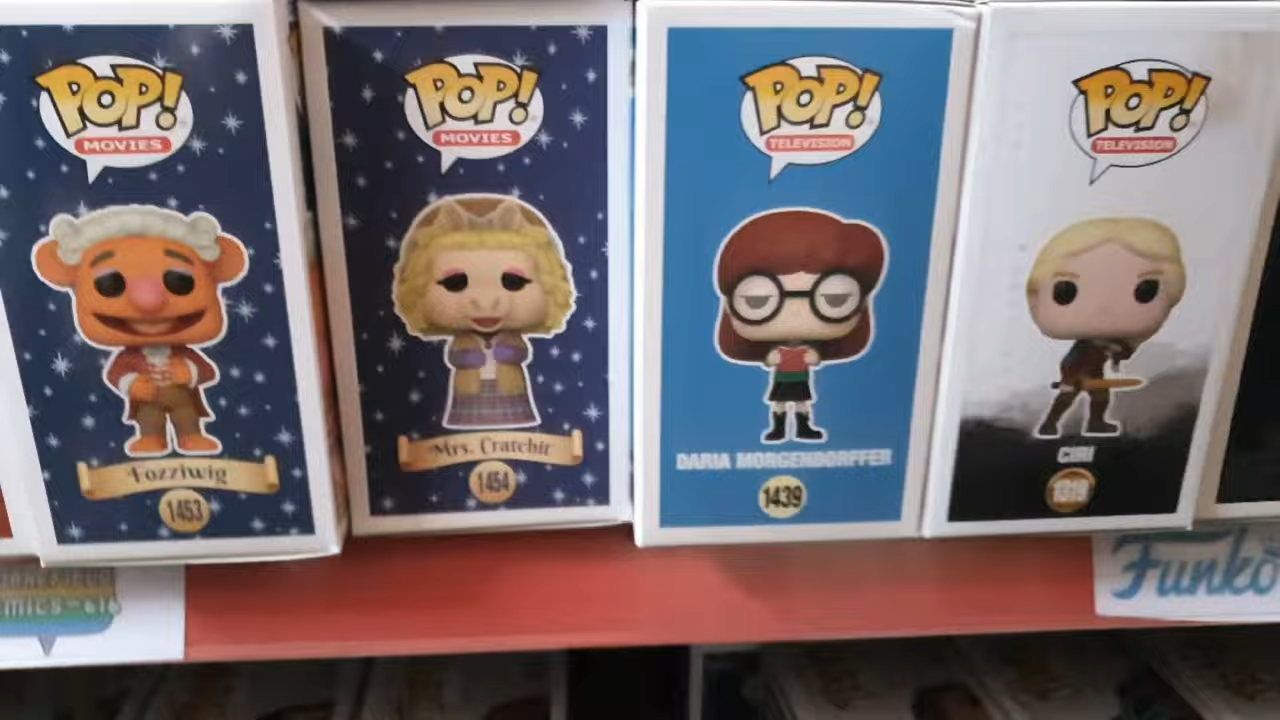 POP!
MOVIES
Fozziwig
1453
POP!
MOVIES
Mrs. Cratchit
1454
POP!
TELEVISION
DARIA MORGENDORFFER
1439
POP!
TELEVISION
CIRI
Funko